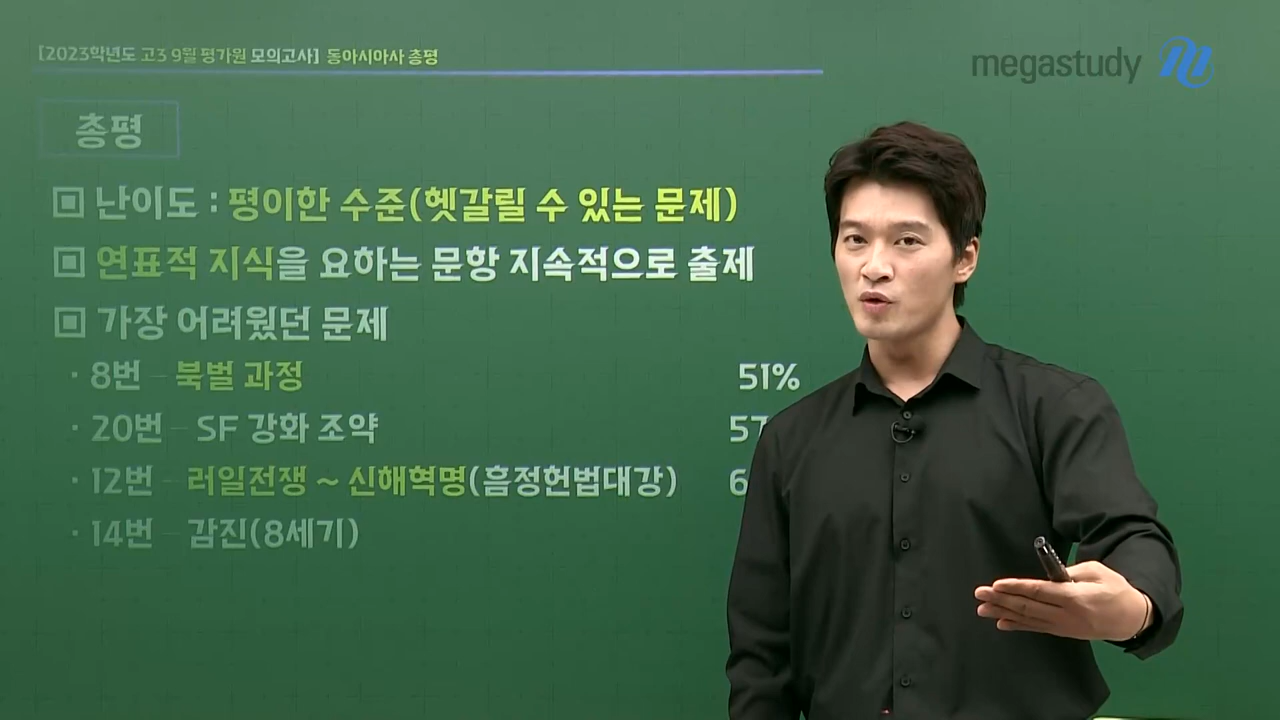 [2023학년도 고3 9월 평가원 모의고사] 동아시아사 총평
megastudy
총평
난이도 : 평이한 수준(헷갈릴 수 있는 문제)
연표적 지식을 요하는 문항 지속적으로 출제
가장 어려웠던 문제
· 8번 – 북벌 과정 51%
· 20번 – SF 강화 조약 57
· 12번 – 러일전쟁 ~ 신해혁명(흠정헌법대강) 6
· 14번 – 감진(8세기)